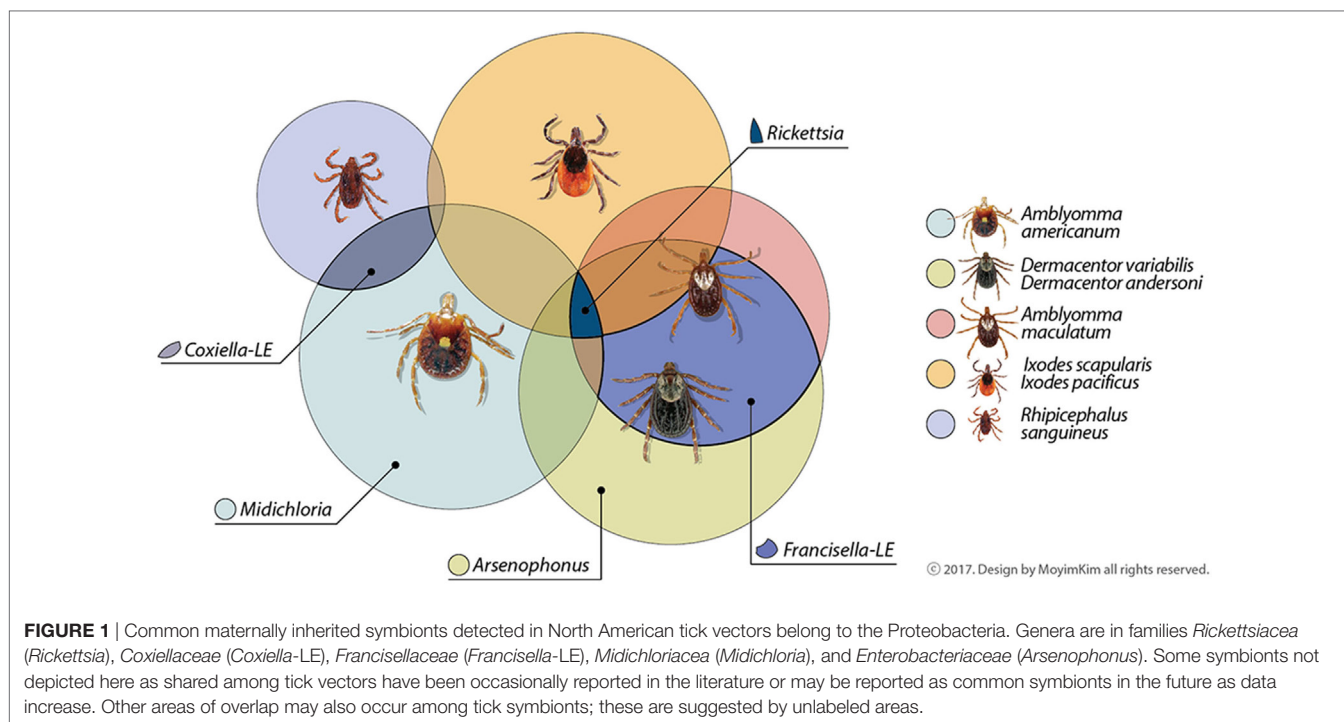 Rickettsia
Coxiella-LE
Midichloria
Arsenophonus
Francisella-LE
Amblyomma
americanum
Dermacentor variabilis
Dermacentor andersoni
Amblyomma
maculatum
Ixodes scapularis
Ixodes pacificus
Rhipicephalus
sanguineus
© 2017. Design by MoyimKim all rights reserved.
FIGURE 1 | Common maternally inherited symbionts detected in North American tick vectors belong to the Proteobacteria. Genera are in families Rickettsiacea
(Rickettsia), Coxiellaceae (Coxiella-LE), Francisellaceae (Francisella-LE), Midichloriacea (Midichloria), and Enterobacteriaceae (Arsenophonus). Some symbionts not
depicted here as shared among tick vectors have been occasionally reported in the literature or may be reported as common symbionts in the future as data
increase. Other areas of overlap may also occur among tick symbionts; these are suggested by unlabeled areas.